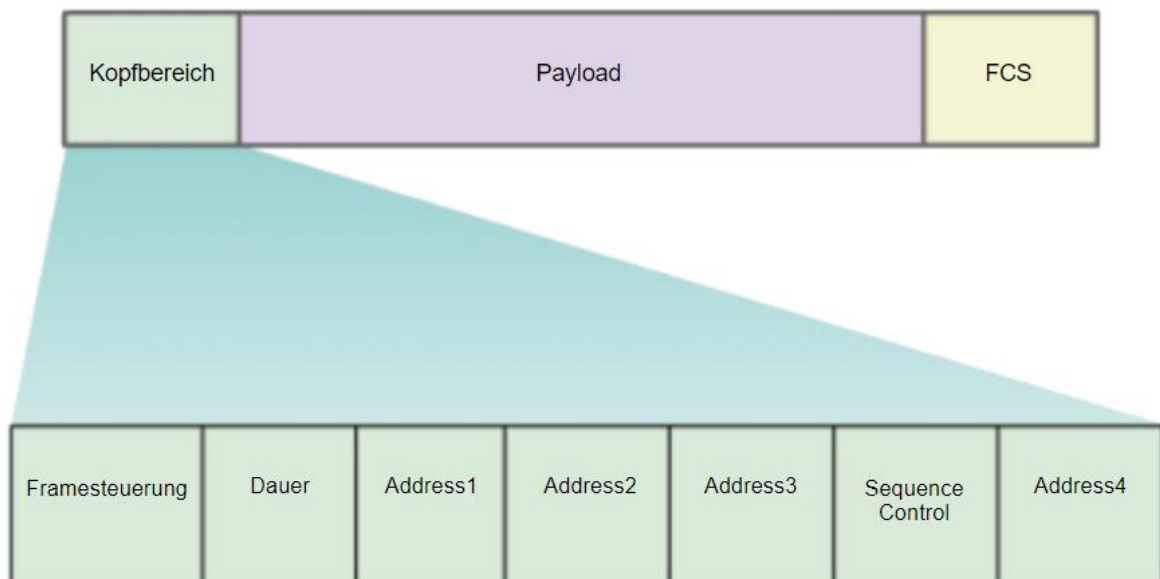 Kopfbereich
Payload
FCS
Framesteuerung
Dauer
Address1
Address2
Address3
Sequence
Control
Address4